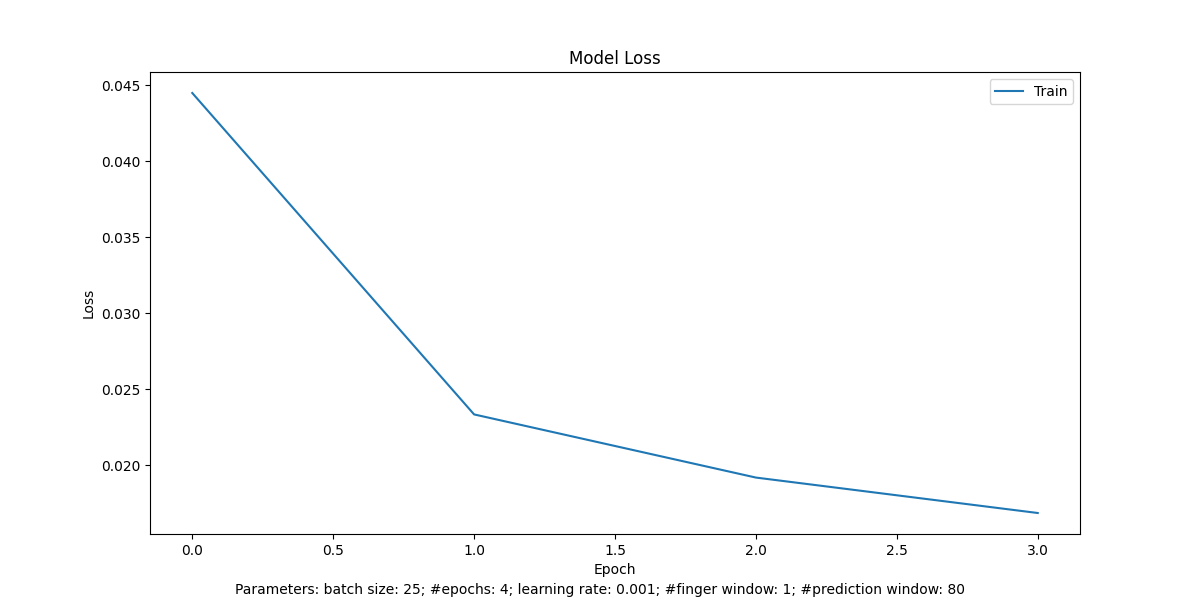 Model Loss
0.045
0.040
0.035
0.030
0.025
0.020
Loss
Train
0.0 0.5 1.0 1.5 2.0 2.5 3.0
Epoch
Parameters: batch size: 25; #epochs: 4; learning rate: 0.001; #finger window: 1; #prediction window: 80